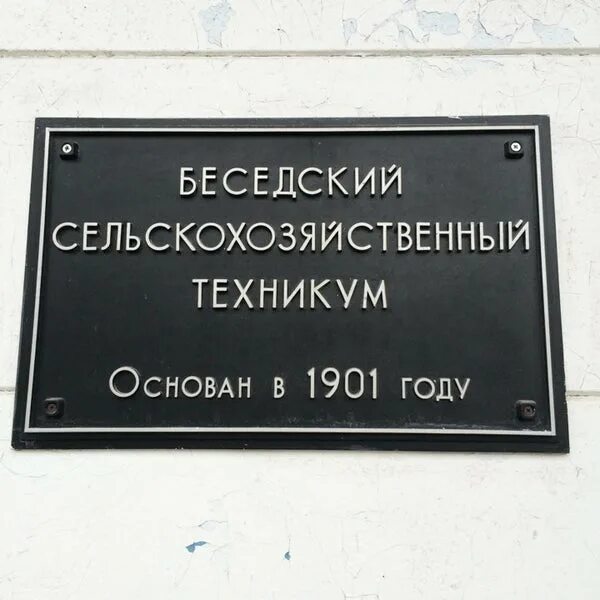 БЕСЕДСКИЙ
СЕЛЬСКОХОЗЯЙСТВЕННЫЙ
ТЕХНИКУМ
ОСНОВАН В 1901 ГОДУ